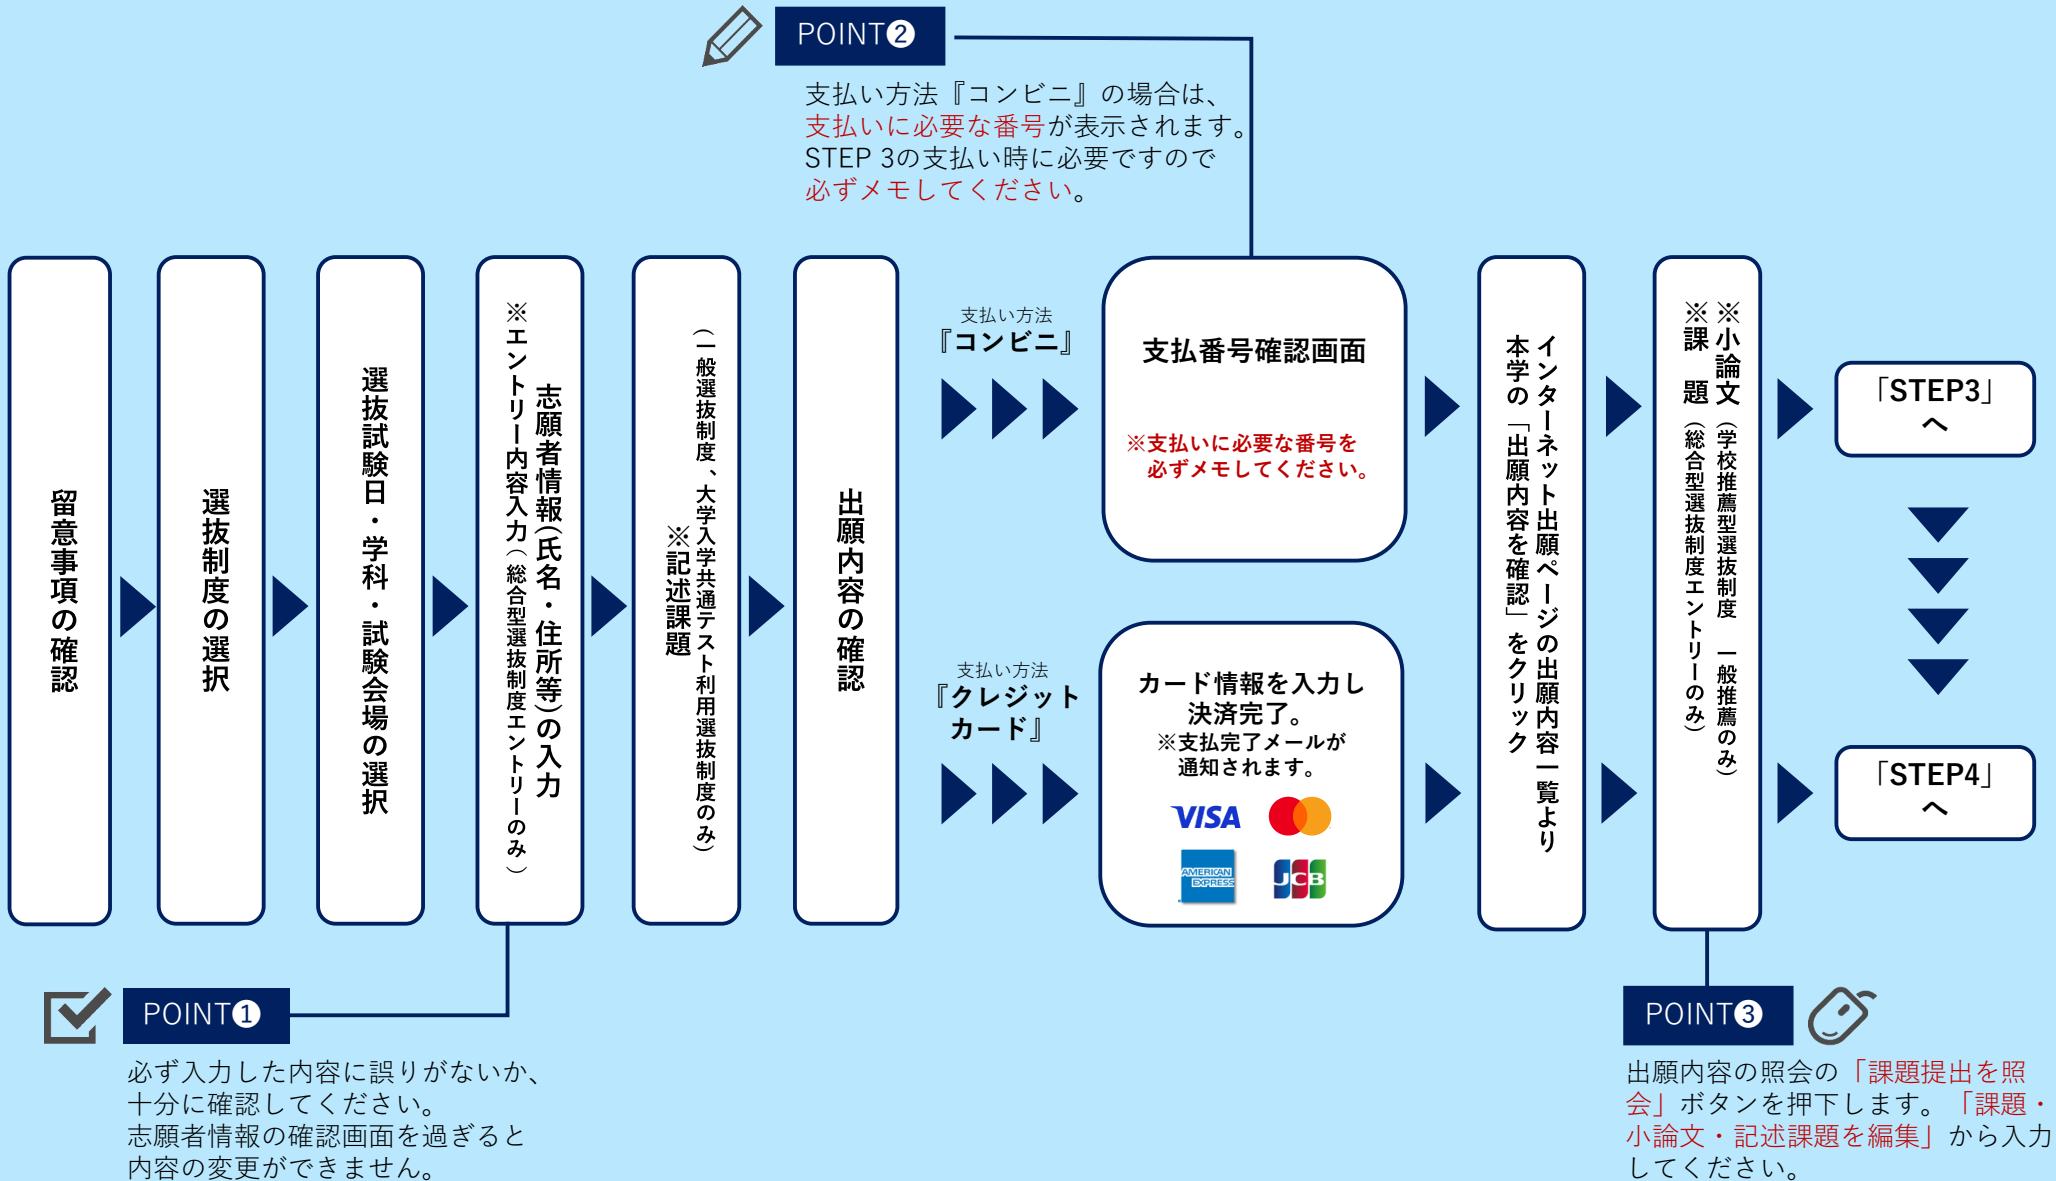 POINT❷
支払い方法『コンビニ』の場合は、
支払いに必要な番号が表示されます。
STEP 3の支払い時に必要ですので
必ずメモしてください。
留意事項の確認
選抜制度の選択
選抜試験日・学科・試験会場の選択
志願者情報(氏名・住所等)の入力
※エントリー内容入力(総合型選抜制度エントリーのみ)
(一般選抜制度、大学入学共通テスト利用選抜制度のみ)
※記述課題
出願内容の確認
支払い方法
『コンビニ』
支払番号確認画面
※支払いに必要な番号を
必ずメモしてください。
支払い方法
『クレジット
カード』
カード情報を入力し
決済完了。
※支払完了メールが
通知されます。
VISA
AMERICAN
EXPRESS
JCB
インターネット出願ページの出願内容一覧より
本学の「出願内容を確認」をクリック
※小論文(学校推薦型選抜制度 一般推薦のみ)
※課 題(総合型選抜制度エントリーのみ)
「STEP3」
へ
「STEP4」
へ
POINT❶
必ず入力した内容に誤りがないか、
十分に確認してください。
志願者情報の確認画面を過ぎると
内容の変更ができません。
POINT❸
出願内容の照会の「課題提出を照
会」ボタンを押下します。「課題・
小論文・記述課題を編集」から入力
してください。